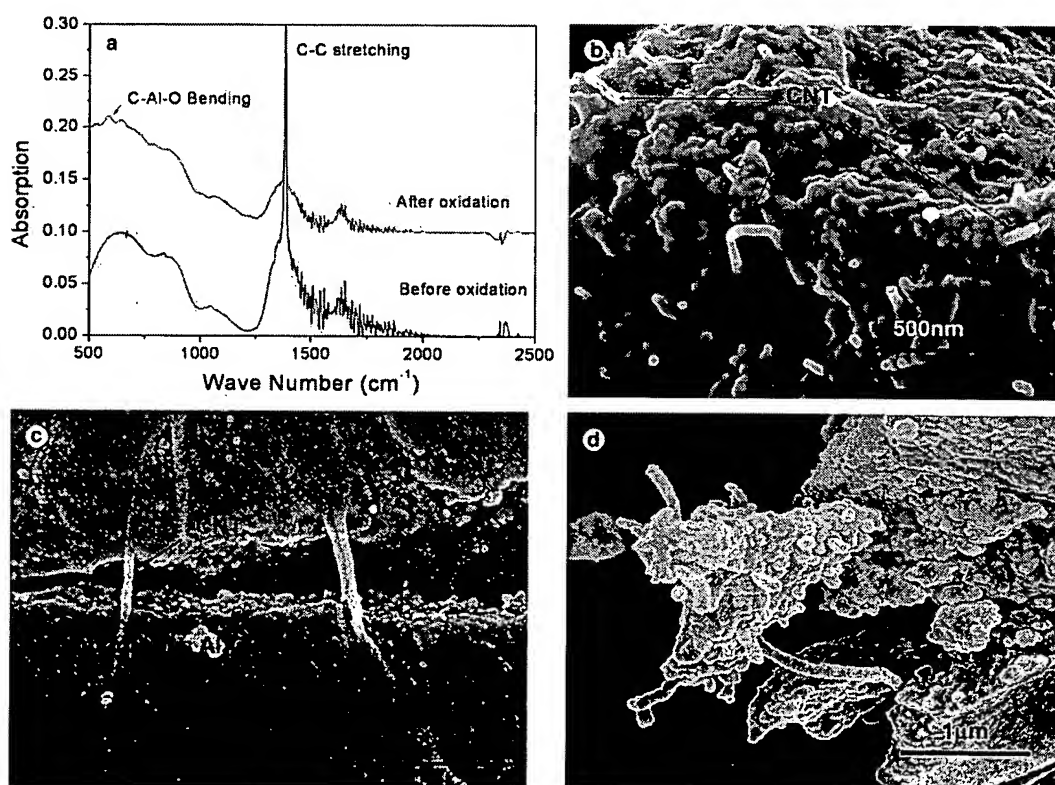 a
0.30
0.25
0.20
0.15
0.10
0.05
0.00
Absorption
C-C stretching
C-Al-O Bending
After oxidation
Before oxidation
500
1000
1500
2000
2500
Wave Number (cm⁻¹)
b
CNT
500nm
c
d
1μm